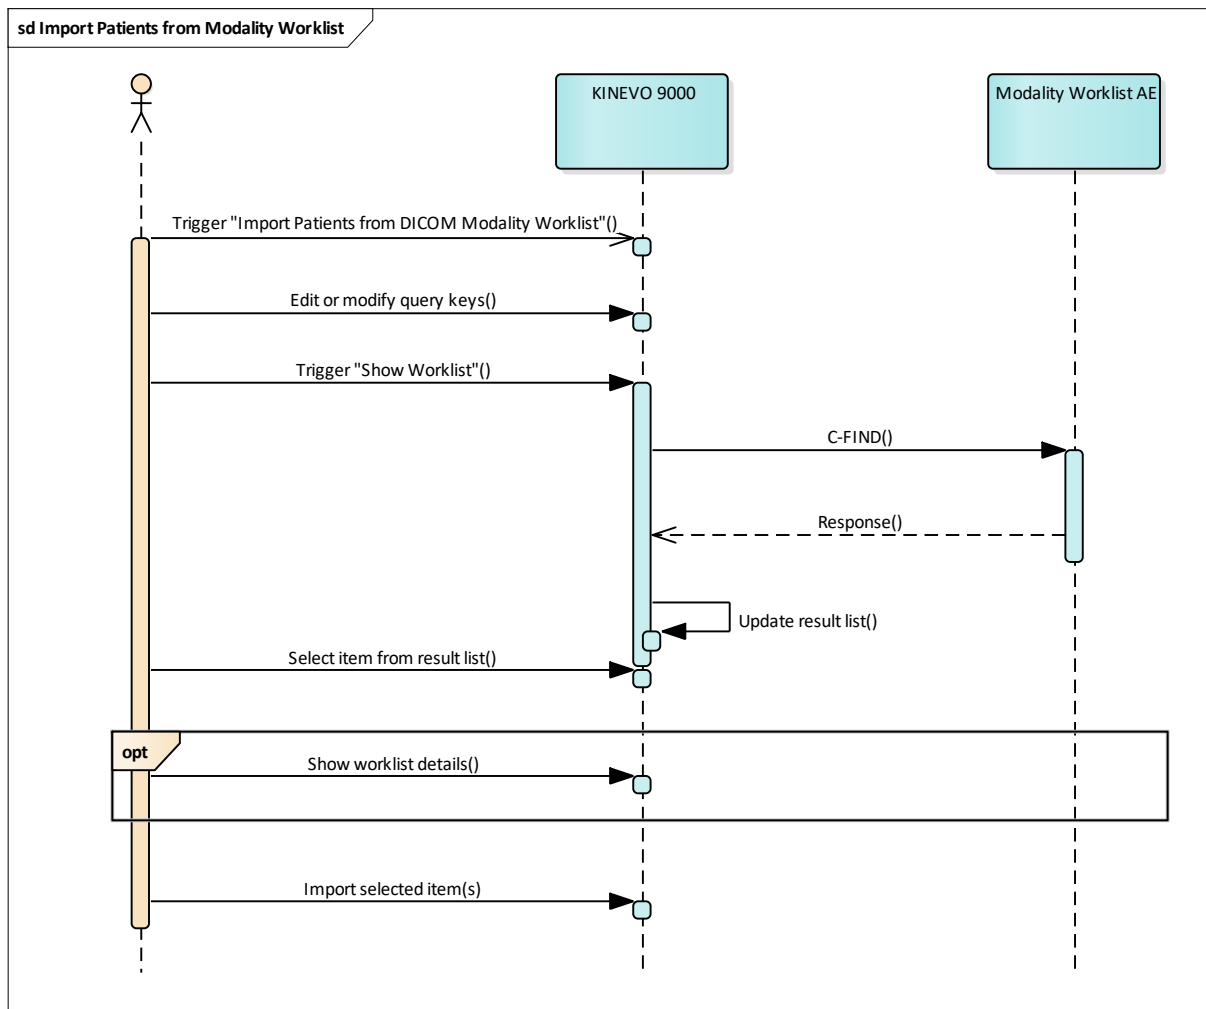 sd Import Patients from Modality Worklist
KINEVO 9000
Modality Worklist AE
Trigger "Import Patients from DICOM Modality Worklist"()
Edit or modify query keys()
Trigger "Show Worklist"()
C-FIND()
Response()
Update result list()
Select item from result list()
opt
Show worklist details()
Import selected item(s)